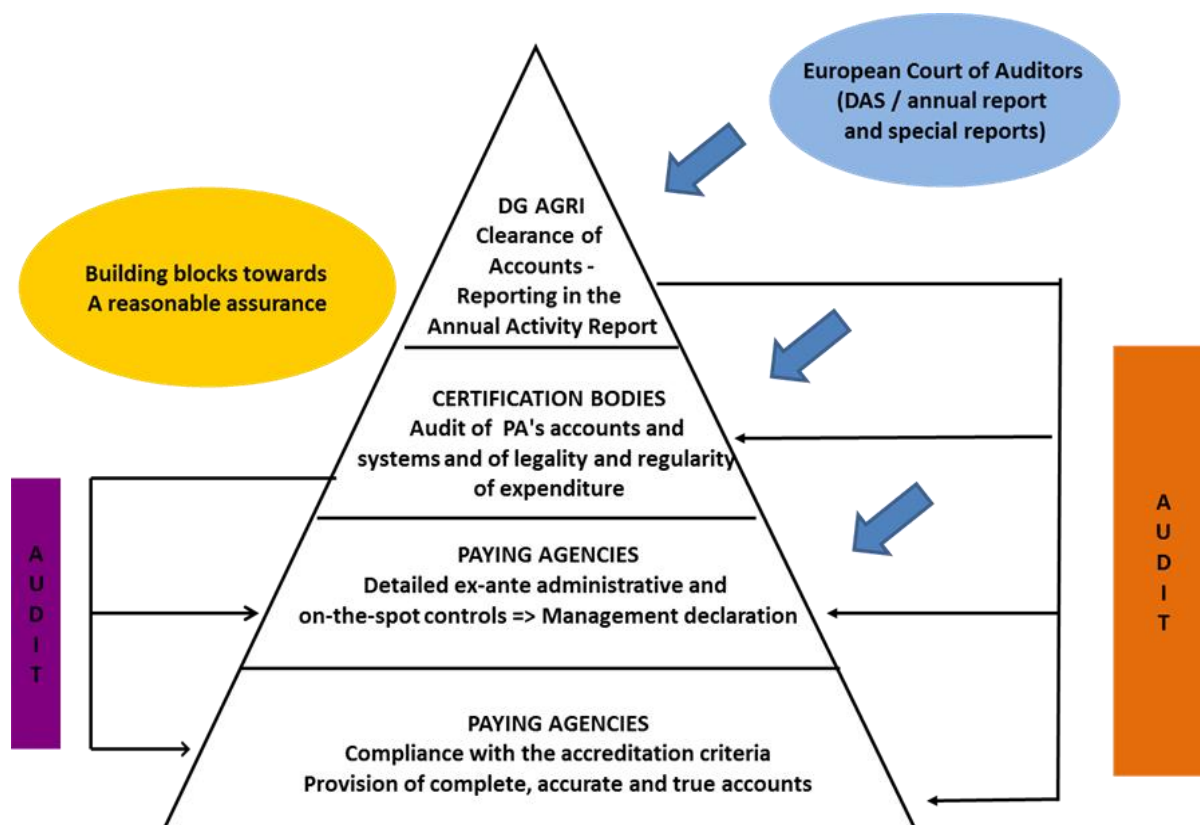 European Court of Auditors
(DAS / annual report
and special reports)
DG AGRI
Clearance of
Accounts -
Reporting in the
Annual Activity Report
Building blocks towards
A reasonable assurance
CERTIFICATION BODIES
Audit of PA's accounts and
systems and of legality and regularity
of expenditure
PAYING AGENCIES
Detailed ex-ante administrative and
on-the-spot controls => Management declaration
PAYING AGENCIES
Compliance with the accreditation criteria
Provision of complete, accurate and true accounts
A
U
D
I
T
A
U
D
I
T